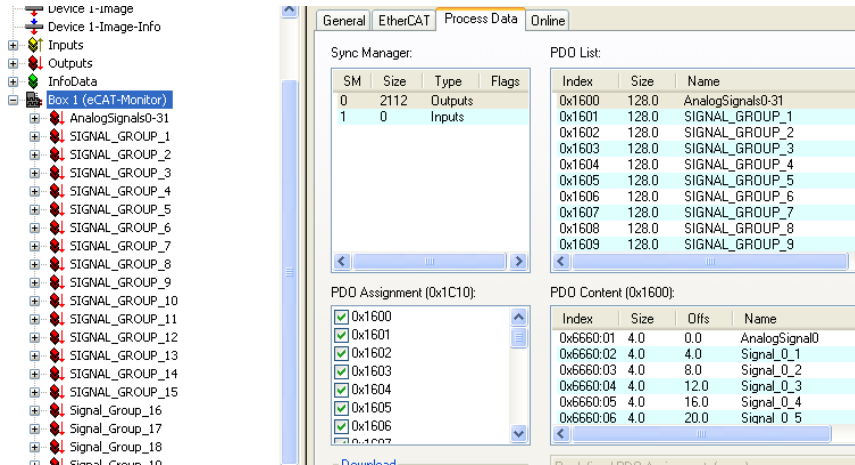 Device 1-Image
Device 1-Image-Info
Inputs
Outputs
InfoData
Box 1 (eCAT-Monitor)
AnalogSignals0-31
SIGNAL_GROUP_1
SIGNAL_GROUP_2
SIGNAL_GROUP_3
SIGNAL_GROUP_4
SIGNAL_GROUP_5
SIGNAL_GROUP_6
SIGNAL_GROUP_7
SIGNAL_GROUP_8
SIGNAL_GROUP_9
SIGNAL_GROUP_10
SIGNAL_GROUP_11
SIGNAL_GROUP_12
SIGNAL_GROUP_13
SIGNAL_GROUP_14
SIGNAL_GROUP_15
Signal_Group_16
Signal_Group_17
Signal_Group_18
Signal_Group_19
General EtherCAT Process Data Online
Sync Manager:
SM Size Type Flags
0 2112 Outputs
1 0 Inputs
PDO List:
Index Size Name
0x1600 128.0 AnalogSignals0-31
0x1601 128.0 SIGNAL_GROUP_1
0x1602 128.0 SIGNAL_GROUP_2
0x1603 128.0 SIGNAL_GROUP_3
0x1604 128.0 SIGNAL_GROUP_4
0x1605 128.0 SIGNAL_GROUP_5
0x1606 128.0 SIGNAL_GROUP_6
0x1607 128.0 SIGNAL_GROUP_7
0x1608 128.0 SIGNAL_GROUP_8
0x1609 128.0 SIGNAL_GROUP_9
PDO Assignment (0x1C10):
0x1600
0x1601
0x1602
0x1603
0x1604
0x1605
0x1606
0x1607
PDO Content (0x1600):
Index Size Offs Name
0x6660:01 4.0 0.0 AnalogSignal0
0x6660:02 4.0 4.0 Signal_0_1
0x6660:03 4.0 8.0 Signal_0_2
0x6660:04 4.0 12.0 Signal_0_3
0x6660:05 4.0 16.0 Signal_0_4
0x6660:06 4.0 20.0 Signal_0_5
Download